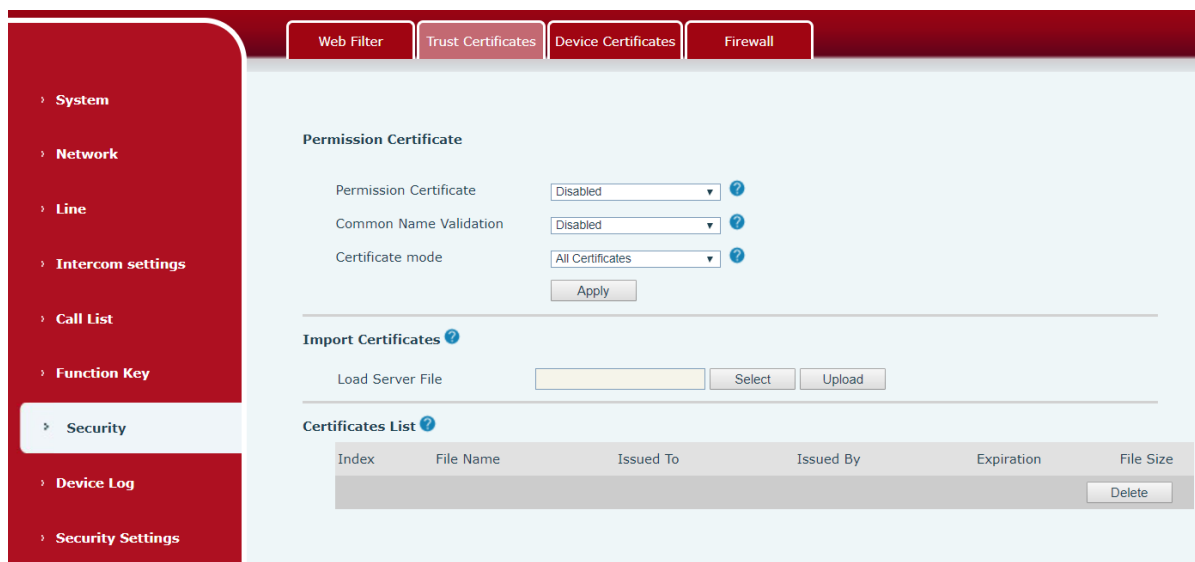 Web Filter Trust Certificates Device Certificates Firewall
System
Network
Line
Intercom settings
Call List
Function Key
Security
Device Log
Security Settings
Permission Certificate
Permission Certificate Disabled ?
Common Name Validation Disabled ?
Certificate mode All Certificates ?
Apply
Import Certificates ?
Load Server File Select Upload
Certificates List ?
Index File Name Issued To Issued By Expiration File Size
Delete